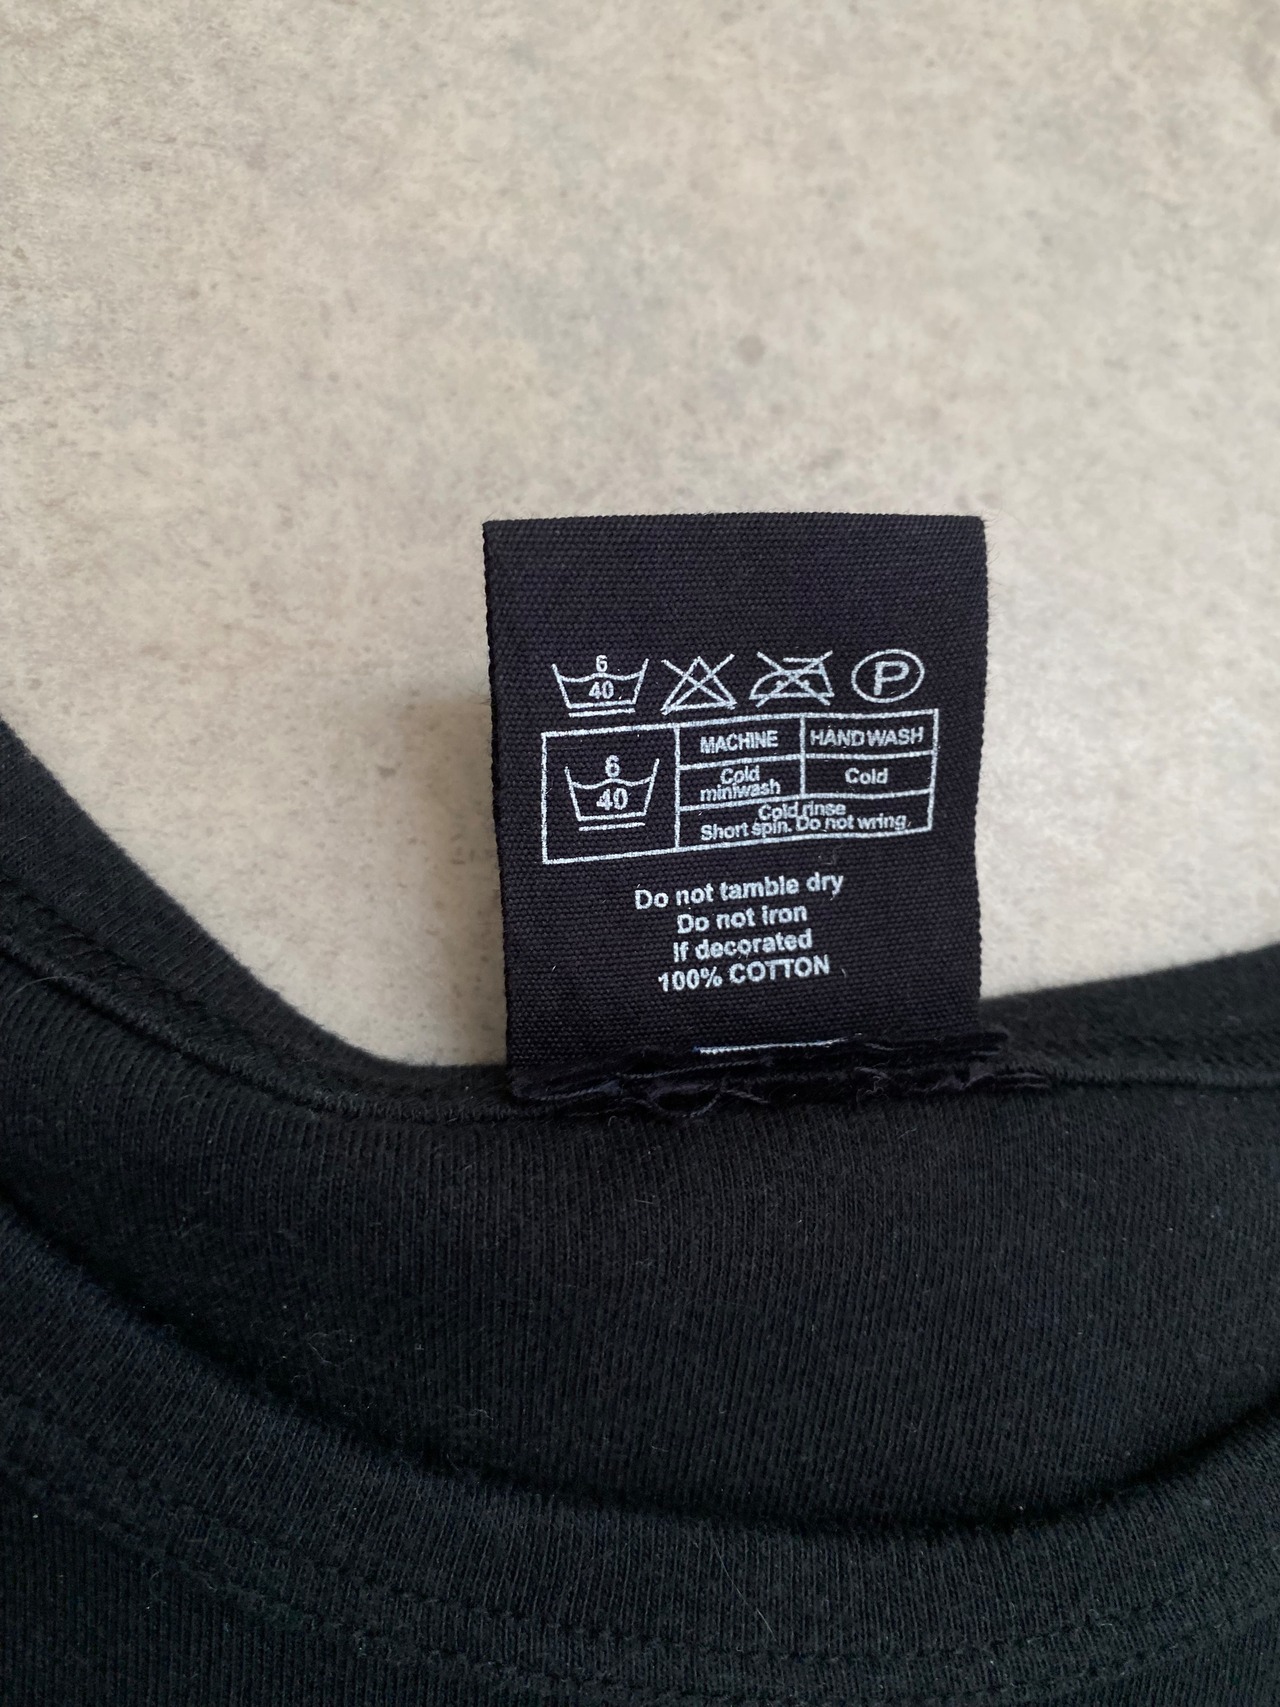 6
40
P
MACHINE HAND WASH
6
40
Cold
miniwash
Cold
Cold rinse
Short spin. Do not wring.
Do not tamble dry
Do not iron
If decorated
100% COTTON